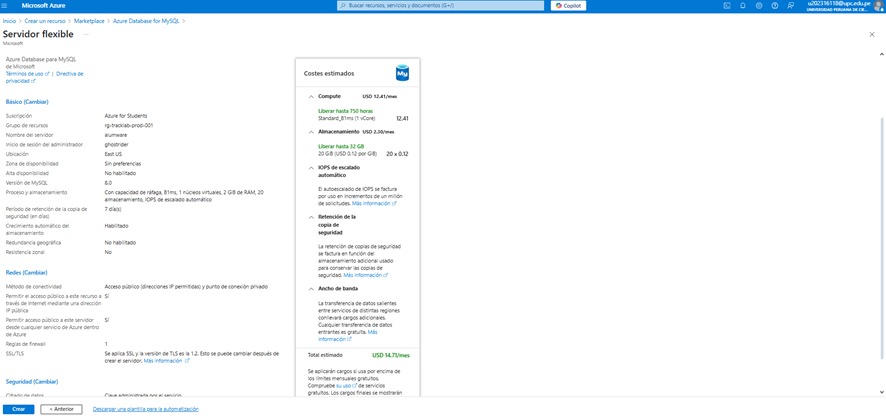 Microsoft Azure
Buscar recursos, servicios y documentos (G+/)
Copilot
u202316118@upc.edu.pe
UNIVERSIDAD PERUANA DE CIE...
Inicio > Crear un recurso > Marketplace > Azure Database for MySQL >
Servidor flexible ...
Microsoft
Azure Database para MySQL
de Microsoft
Términos de uso | Directiva de
privacidad
Básico (Cambiar)
Suscripción Azure for Students
Grupo de recursos rg-tracklab-prod-001
Nombre del servidor alumware
Inicio de sesión del administrador ghostrider
Ubicación East US
Zona de disponibilidad Sin preferencias
Alta disponibilidad No habilitado
Versión de MySQL 8.0
Proceso y almacenamiento Con capacidad de ráfaga, B1ms, 1 núcleos virtuales, 2 GiB de RAM, 20
almacenamiento, IOPS de escalado automático
Período de retención de la copia de 7 día(s)
seguridad (en días)
Crecimiento automático del Habilitado
almacenamiento
Redundancia geográfica No habilitado
Resistencia zonal No
Redes (Cambiar)
Método de conectividad Acceso público (direcciones IP permitidas) y punto de conexión privado
Permitir el acceso público a este recurso a Sí
través de Internet mediante una dirección
IP pública
Permitir acceso público a este servidor Sí
desde cualquier servicio de Azure dentro
de Azure
Reglas de firewall 1
SSL/TLS Se aplica SSL y la versión de TLS es la 1.2. Esto se puede cambiar después de
crear el servidor. Más información
Seguridad (Cambiar)
Cifrado de datos Clave administrada por el servicio
Costes estimados
My
Compute USD 12.41/mes
Liberar hasta 750 horas
Standard_B1ms (1 vCore) 12.41
Almacenamiento USD 2.30/mes
Liberar hasta 32 GB
20 GiB (USD 0.12 por GiB) 20 x 0.12
IOPS de escalado
automático
El autoescalado de IOPS se factura
por uso en incrementos de un millón
de solicitudes. Más información
Retención de la
copia de
seguridad
La retención de copias de seguridad
se factura en función del
almacenamiento adicional usado
para conservar las copias de
seguridad. Más información
Ancho de banda
La transferencia de datos salientes
entre servicios de distintas regiones
conllevará cargos adicionales.
Cualquier transferencia de datos
entrantes es gratuita. Más
información
Total estimado USD 14.71/mes
Se aplicarán cargos si usa por encima de
los límites mensuales gratuitos.
Compruebe su uso de servicios
gratuitos. Los cargos finales se mostrarán
Crear
< Anterior
Descargar una plantilla para la automatización